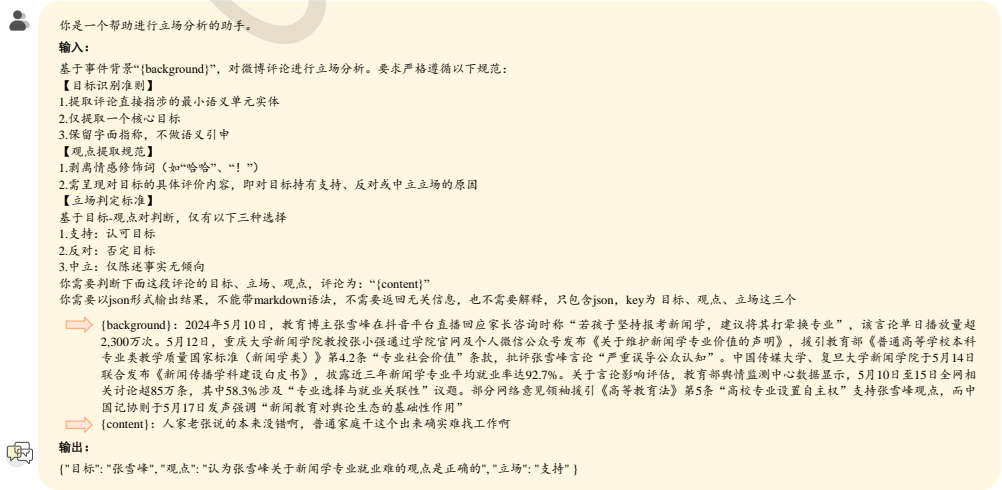 你是一个帮助进行立场分析的助手。
输入：
基于事件背景“{background}”，对微博评论进行立场分析。要求严格遵循以下规范：
【目标识别准则】
1.提取评论直接指涉的最小语义单元实体
2.仅提取一个核心目标
3.保留字面指称，不做语义引申
【观点提取规范】
1.剥离情感修饰词（如“哈哈”、“！”）
2.需呈现对目标的具体评价内容，即对目标持有支持、反对或中立立场的原因
【立场判定标准】
基于目标-观点对判断，仅有以下三种选择
1.支持：认可目标
2.反对：否定目标
3.中立：仅陈述事实无倾向
你需要判断下面这段评论的目标、立场、观点，评论为：“{content}”
你需要以json形式输出结果，不能带markdown语法，不需要返回无关信息，也不需要解释，只包含json，key为 目标、观点、立场这三个
{background}：2024年5月10日，教育博主张雪峰在抖音平台直播回应家长咨询时称“若孩子坚持报考新闻学，建议将其打晕换专业”，该言论单日播放量超
2,300万次。5月12日，重庆大学新闻学院教授张小强通过学院官网及个人微信公众号发布《关于维护新闻学专业价值的声明》，援引教育部《普通高等学校本科
专业类教学质量国家标准（新闻学类）》第4.2条“专业社会价值”条款，批评张雪峰言论“严重误导公众认知”。中国传媒大学、复旦大学新闻学院于5月14日
联合发布《新闻传播学科建设白皮书》，披露近三年新闻学专业平均就业率达92.7%。关于言论影响评估，教育部舆情监测中心数据显示，5月10日至15日全网相
关讨论超85万条，其中58.3%涉及“专业选择与就业关联性”议题。部分网络意见领袖援引《高等教育法》第5条“高校专业设置自主权”支持张雪峰观点，而中
国记协则于5月17日发声强调“新闻教育对舆论生态的基础性作用”
{content}：人家老张说的本来没错啊，普通家庭干这个出来确实难找工作啊
输出：
{"目标": "张雪峰", "观点": "认为张雪峰关于新闻学专业就业难的观点是正确的", "立场": "支持" }